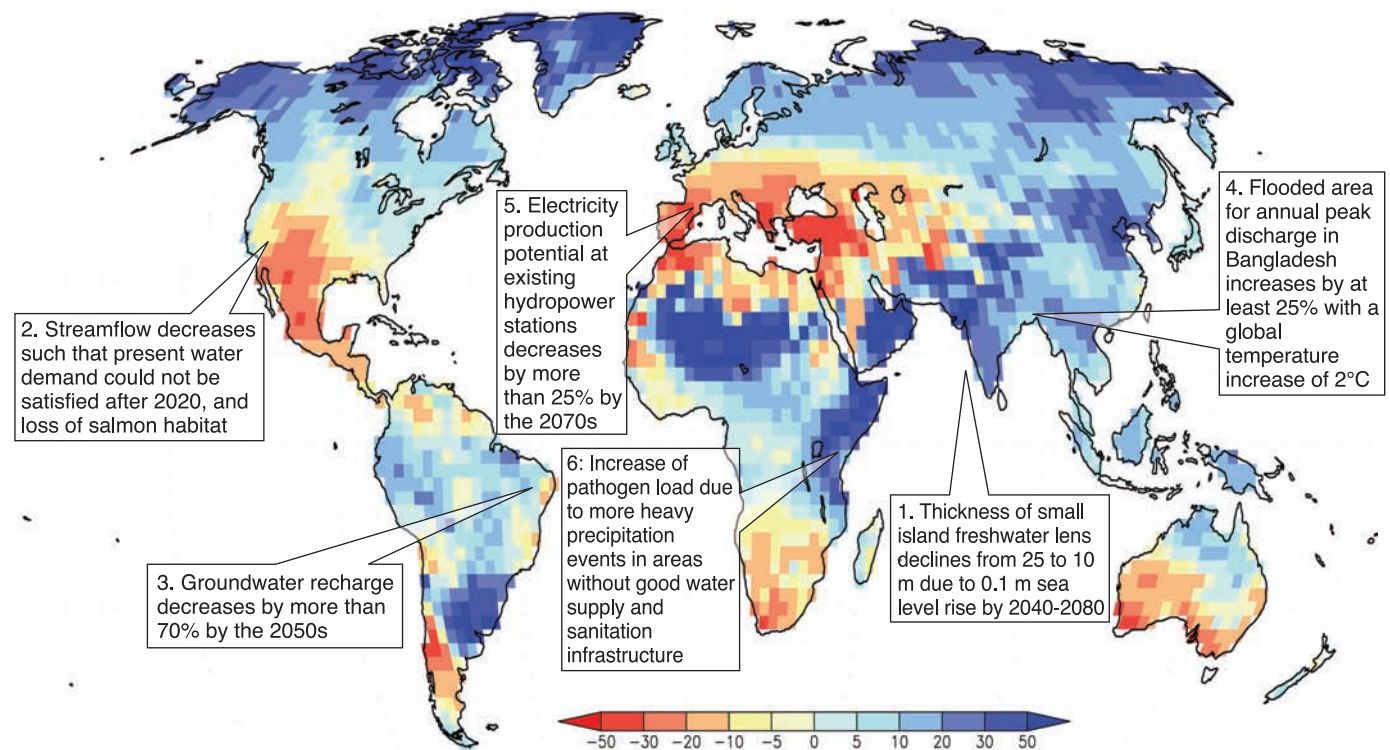 5. Electricity
production
potential at
existing
hydropower
stations
decreases
by more
than 25% by
the 2070s
4. Flooded area
for annual peak
discharge in
Bangladesh
increases by at
least 25% with a
global
temperature
increase of 2°C
2. Streamflow decreases
such that present water
demand could not be
satisfied after 2020, and
loss of salmon habitat
6: Increase of
pathogen load due
to more heavy
precipitation
events in areas
without good water
supply and
sanitation
infrastructure
1. Thickness of small
island freshwater lens
declines from 25 to 10
m due to 0.1 m sea
level rise by 2040-2080
3. Groundwater recharge
decreases by more than
70% by the 2050s
−50 −30 −20 −10 −5 0 5 10 20 30 50